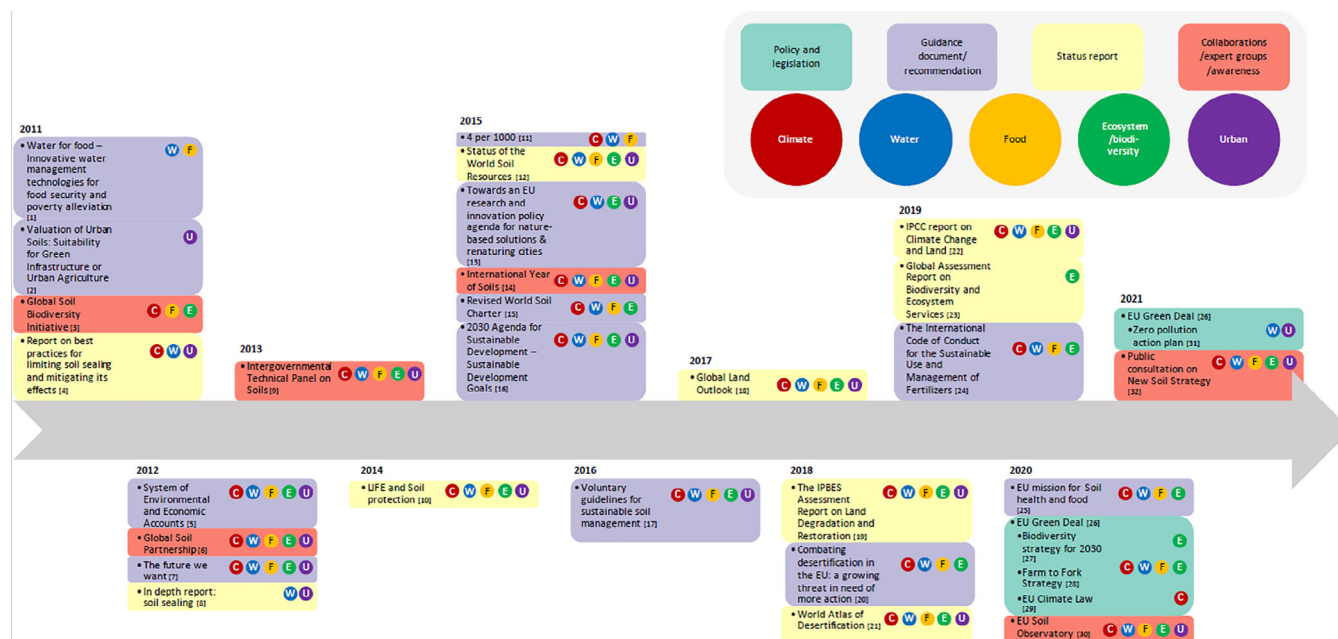 Policy and
legislation
Guidance
document/
recommendation
Status report
Collaborations
/expert groups
/awareness
Climate
Water
Food
Ecosystem
/biodi-
versity
Urban
2011
•Water for food –
Innovative water
management
technologies for
food security and
poverty alleviation
[1]
W F
•Valuation of Urban
Soils: Suitability
for Green
Infrastructure or
Urban Agriculture
[2]
U
•Global Soil
Biodiversity
Initiative [3]
C F E
•Report on best
practices for
limiting soil sealing
and mitigating its
effects [4]
C W U
2013
•Intergovernmental
Technical Panel on
Soils [9]
C W F E U
2015
•4 per 1000 [11]
C W F
•Status of the
World Soil
Resources [12]
C W F E U
•Towards an EU
research and
innovation policy
agenda for nature-
based solutions &
renaturing cities
[13]
C W E U
•International Year
of Soils [14]
C W F E U
•Revised World Soil
Charter [15]
C W F E
•2030 Agenda for
Sustainable
Development –
Sustainable
Development
Goals [16]
C W F E U
2017
•Global Land
Outlook [18]
C W F E U
2019
•IPCC report on
Climate Change
and Land [22]
C W F E U
•Global Assessment
Report on
Biodiversity and
Ecosystem
Services [23]
E
•The International
Code of Conduct
for the Sustainable
Use and
Management of
Fertilizers [24]
C W F E
2021
•EU Green Deal [26]
•Zero pollution
action plan
[31]
W U
•Public
consultation on
New Soil Strategy
[32]
C W F E U
2012
•System of
Environmental
and Economic
Accounts [5]
C W F E U
•Global Soil
Partnership [6]
C W F E U
•The future we
want [7]
C W F E U
•In depth report:
soil sealing [8]
W U
2014
•LIFE and Soil
protection [10]
C W F E U
2016
•Voluntary
guidelines for
sustainable soil
management [17]
C W F E U
2018
•The IPBES
Assessment
Report on Land
Degradation and
Restoration [19]
C W F E U
•Combating
desertification in
the EU: a growing
threat in need of
more action [20]
C W F E
•World Atlas of
Desertification [21]
C W F E U
2020
•EU mission for Soil
health and food
[25]
C W F E
•EU Green Deal [26]
•Biodiversity
strategy for 2030
[27]
E
•Farm to Fork
Strategy [28]
C W F E
•EU Climate Law
[29]
C
•EU Soil
Observatory [30]
C W F E U